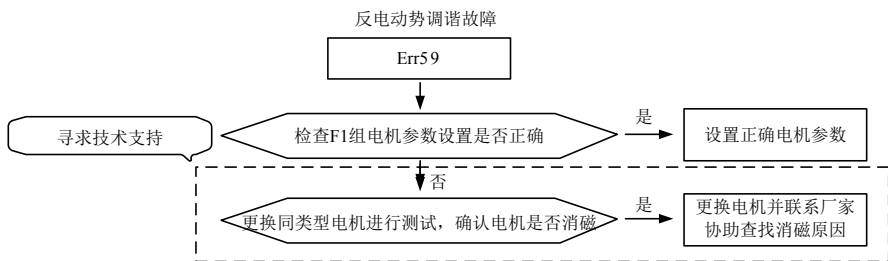 反电动势调谐故障
Err59
寻求技术支持
检查F1组电机参数设置是否正确
是
设置正确电机参数
否
更换同类型电机进行测试，确认电机是否消磁
是
更换电机并联系厂家
协助查找消磁原因